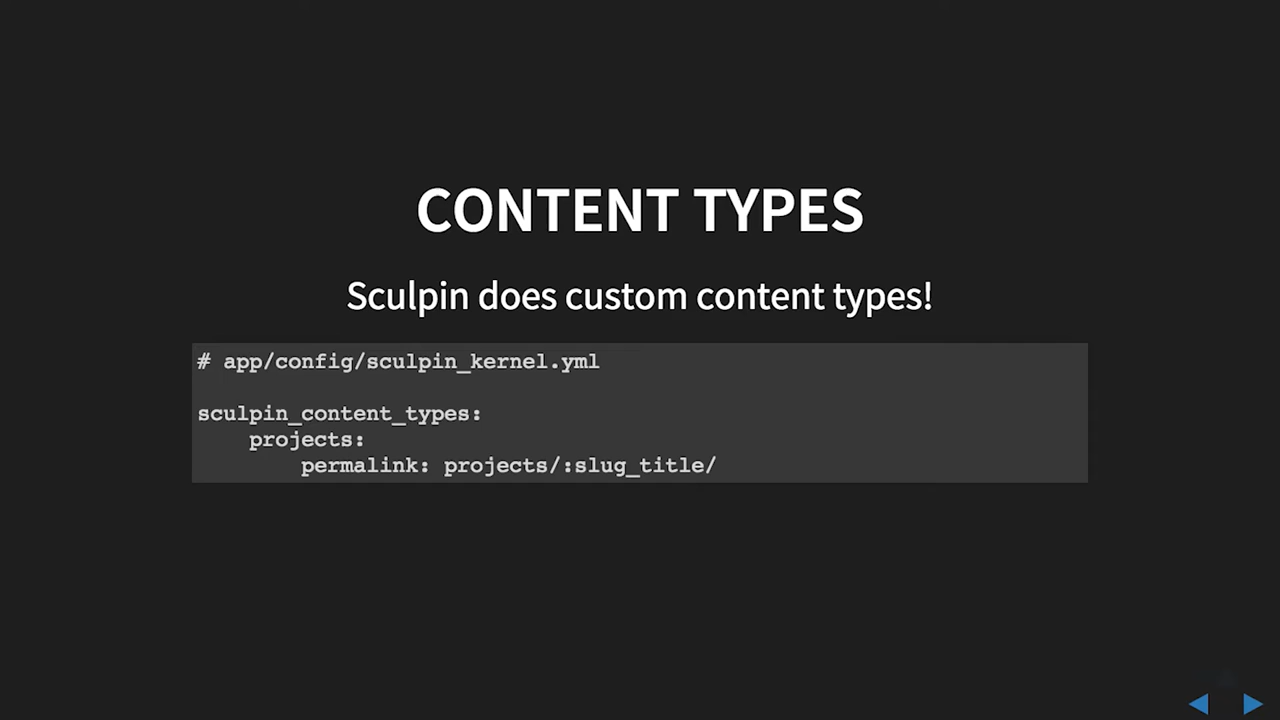 CONTENT TYPES
Sculpin does custom content types!
# app/config/sculpin_kernel.yml
sculpin_content_types:
    projects:
        permalink: projects/:slug_title/